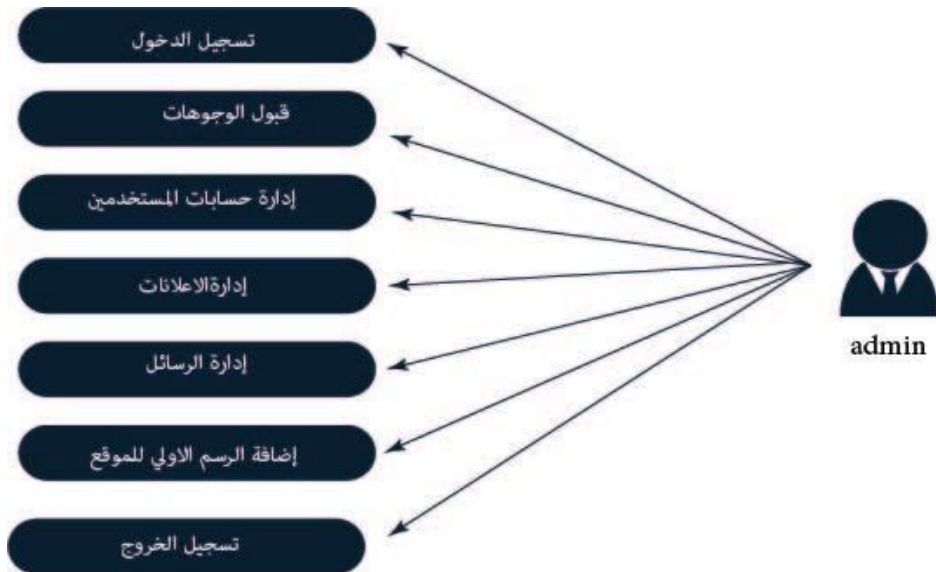 تسجيل الدخول
قبول الوجوهات
إدارة حسابات المستخدمين
إدارةالاعلانات
إدارة الرسائل
إضافة الرسم الاولي للموقع
تسجيل الخروج
admin